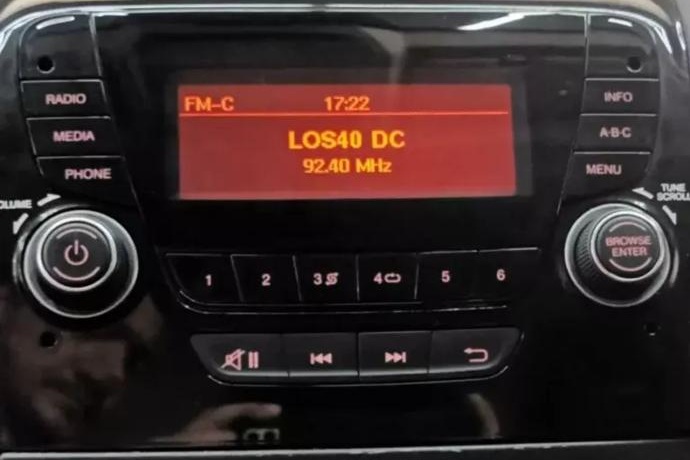 FM-C 17:22
LOS40 DC
92.40 MHz
RADIO
MEDIA
PHONE
INFO
A·B·C
MENU
VOLUME
TUNE
SCROLL
BROWSE
ENTER
1 2 3 4 5 6